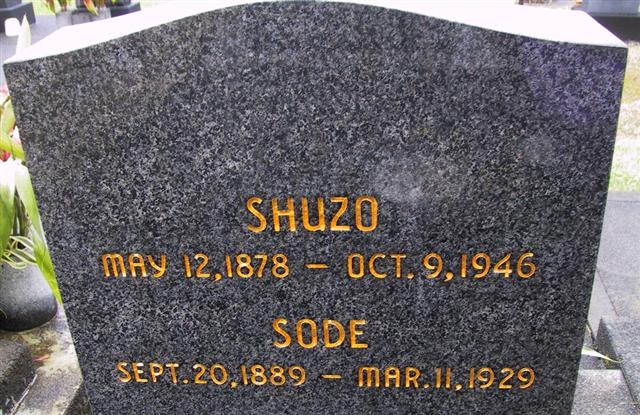 SHUZO
MAY 12,1878 – OCT. 9, 1946
SODE
SEPT.20,1889 – MAR.11,1929